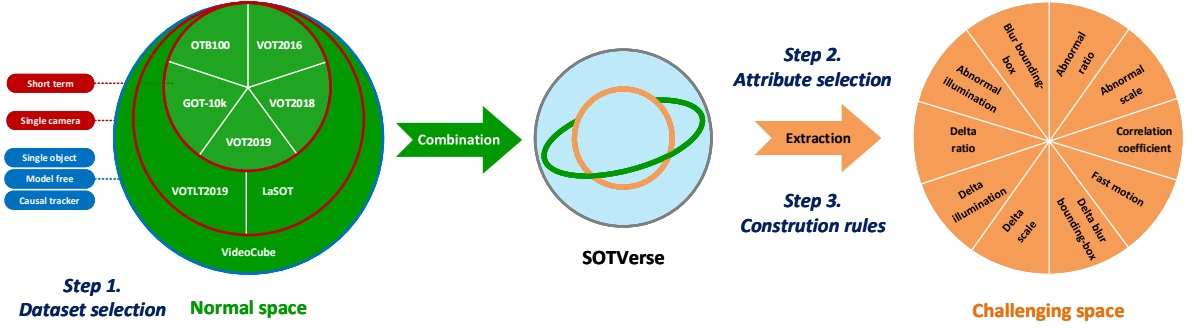 OTB100
VOT2016
GOT-10k
VOT2018
VOT2019
VOTLT2019
LaSOT
VideoCube
Short term
Single camera
Single object
Model free
Causal tracker
Step 1.
Dataset selection
Normal space
Combination
SOTVerse
Step 2.
Attribute selection
Extraction
Step 3.
Constrution rules
Blur bounding-
box
Abnormal
ratio
Abnormal
scale
Correlation
coefficient
Fast motion
Delta blur
bounding-box
Delta
scale
Delta
illumination
Delta
ratio
Abnormal
illumination
Challenging space